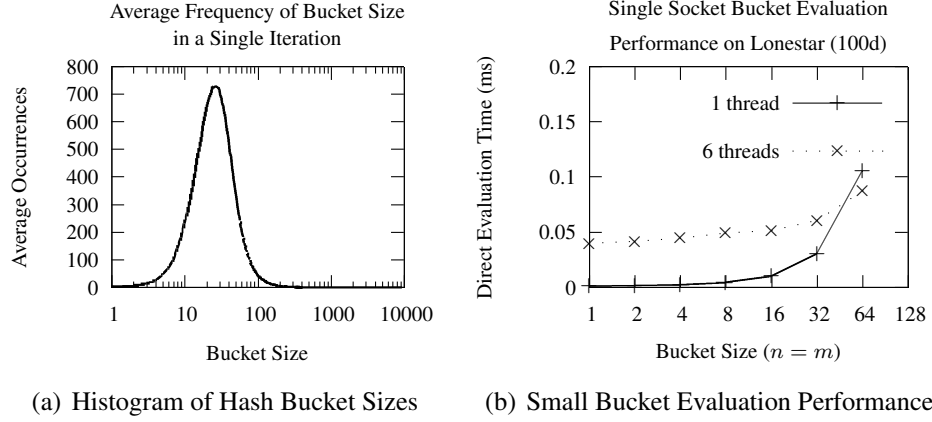 Average Frequency of Bucket Size
in a Single Iteration
800
700
600
500
400
300
200
100
0
Average Occurrences
1 10 100 1000 10000
Bucket Size
(a) Histogram of Hash Bucket Sizes
Single Socket Bucket Evaluation
Performance on Lonestar (100d)
0.2
0.15
0.1
0.05
0
Direct Evaluation Time (ms)
1 thread
6 threads
1 2 4 8 16 32 64 128
Bucket Size (n = m)
(b) Small Bucket Evaluation Performance